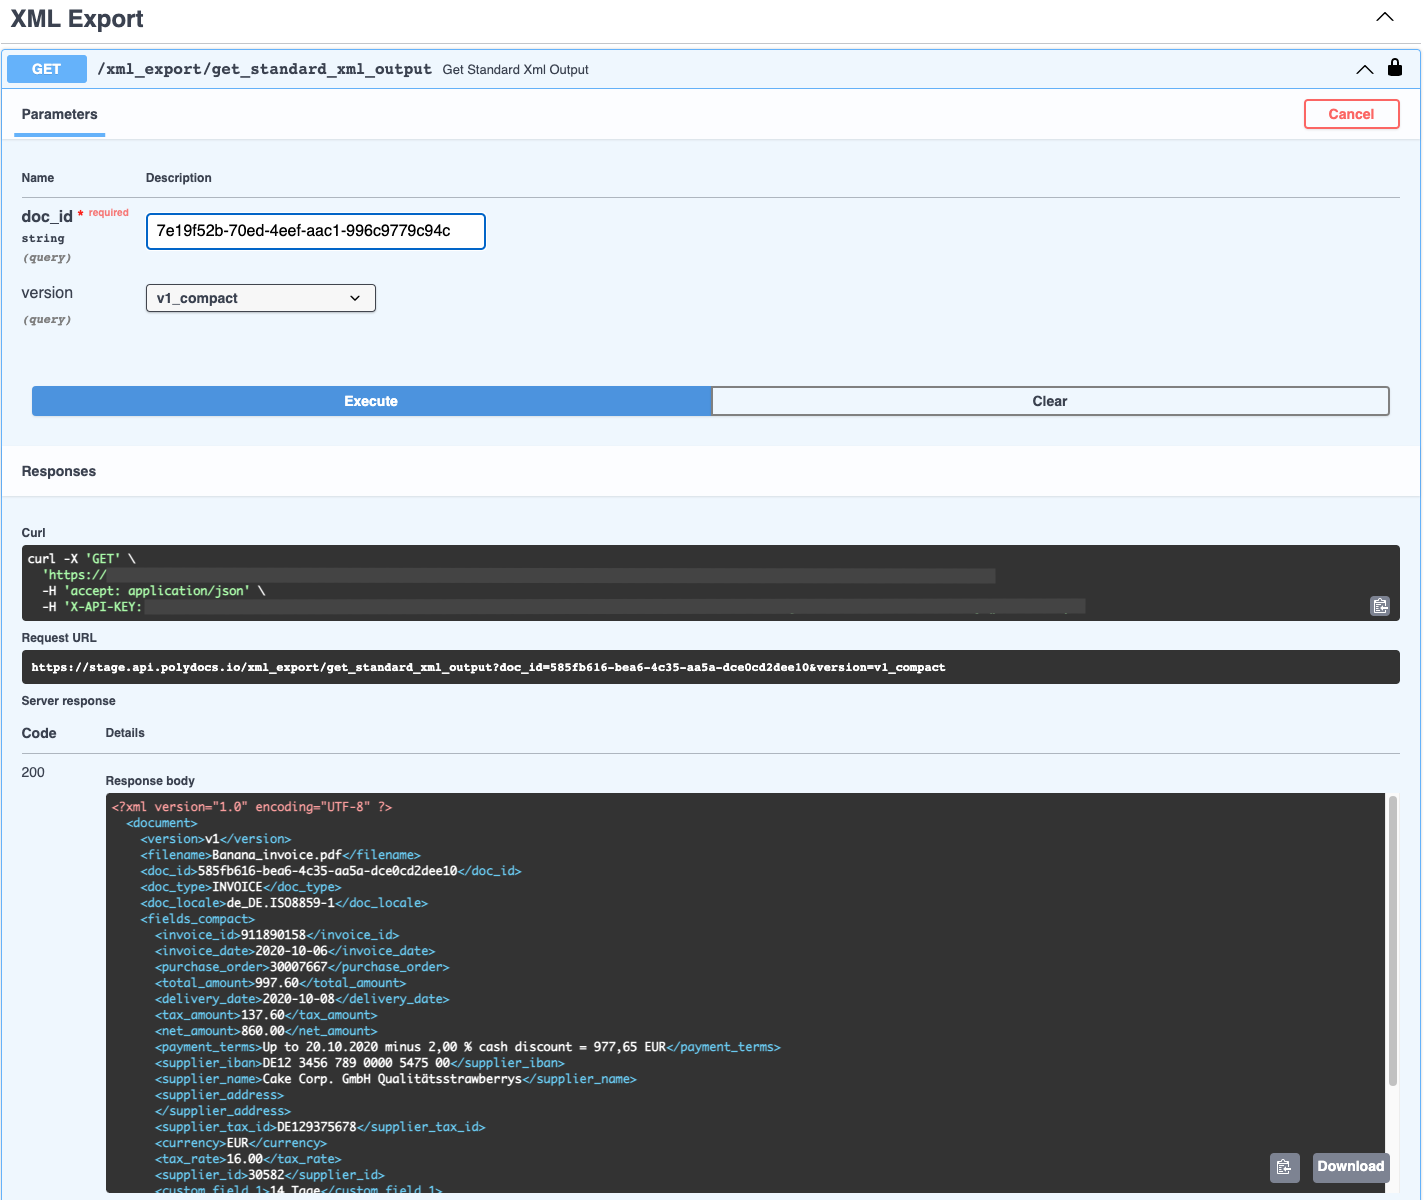 XML Export
GET /xml_export/get_standard_xml_output Get Standard Xml Output
Parameters
Cancel
Name Description
doc_id * required
string
(query)
7e19f52b-70ed-4eef-aac1-996c9779c94c
version
(query)
v1_compact
Execute Clear
Responses
Curl
curl -X 'GET' \
'https://
-H 'accept: application/json' \
-H 'X-API-KEY:
Request URL
https://stage.api.polydocs.io/xml_export/get_standard_xml_output?doc_id=585fb616-bea6-4c35-aa5a-dce0cd2dee10&version=v1_compact
Server response
Code Details
200
Response body
<?xml version="1.0" encoding="UTF-8" ?>
<document>
<version>v1</version>
<filename>Banana_invoice.pdf</filename>
<doc_id>585fb616-bea6-4c35-aa5a-dce0cd2dee10</doc_id>
<doc_type>INVOICE</doc_type>
<doc_locale>de_DE.ISO8859-1</doc_locale>
<fields_compact>
<invoice_id>911890158</invoice_id>
<invoice_date>2020-10-06</invoice_date>
<purchase_order>30007667</purchase_order>
<total_amount>997.60</total_amount>
<delivery_date>2020-10-08</delivery_date>
<tax_amount>137.60</tax_amount>
<net_amount>860.00</net_amount>
<payment_terms>Up to 20.10.2020 minus 2,00 % cash discount = 977,65 EUR</payment_terms>
<supplier_iban>DE12 3456 789 0000 5475 00</supplier_iban>
<supplier_name>Cake Corp. GmbH Qualitätsstrawberrys</supplier_name>
<supplier_address>
</supplier_address>
<supplier_tax_id>DE129375678</supplier_tax_id>
<currency>EUR</currency>
<tax_rate>16.00</tax_rate>
<supplier_id>30582</supplier_id>
<custom_field_1>14 Tage</custom_field_1>
Download